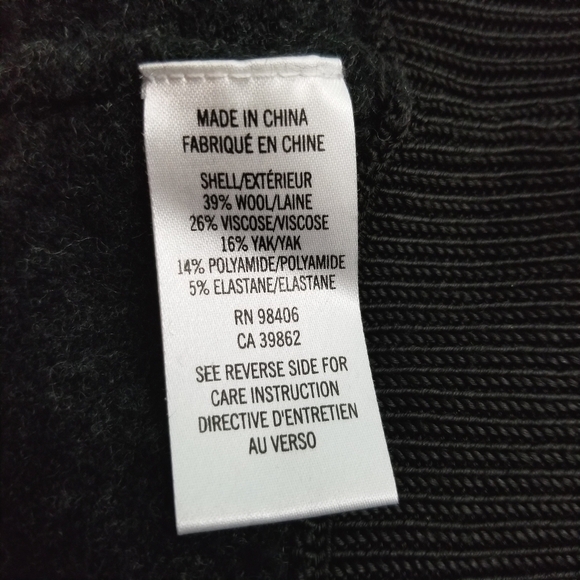 MADE IN CHINA
FABRIQUÉ EN CHINE
SHELL/EXTÉRIEUR
39% WOOL/LAINE
26% VISCOSE/VISCOSE
16% YAK/YAK
14% POLYAMIDE/POLYAMIDE
5% ELASTANE/ELASTANE
RN 98406
CA 39862
SEE REVERSE SIDE FOR
CARE INSTRUCTION
DIRECTIVE D'ENTRETIEN
AU VERSO